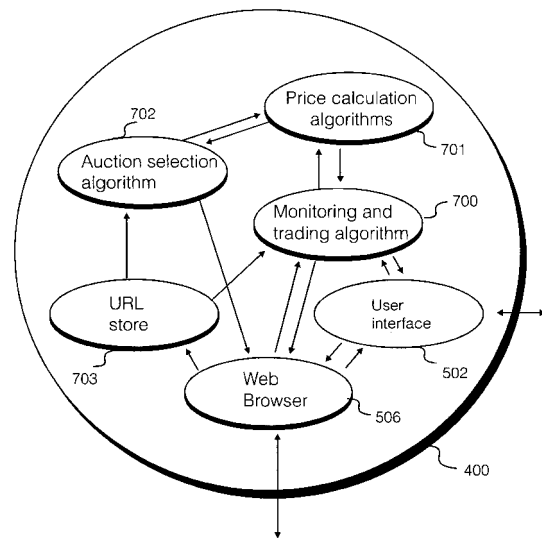 702
Price calculation
algorithms
701
Auction selection
algorithm
700
Monitoring and
trading algorithm
URL
store
703
User
interface
502
Web
Browser
506
400